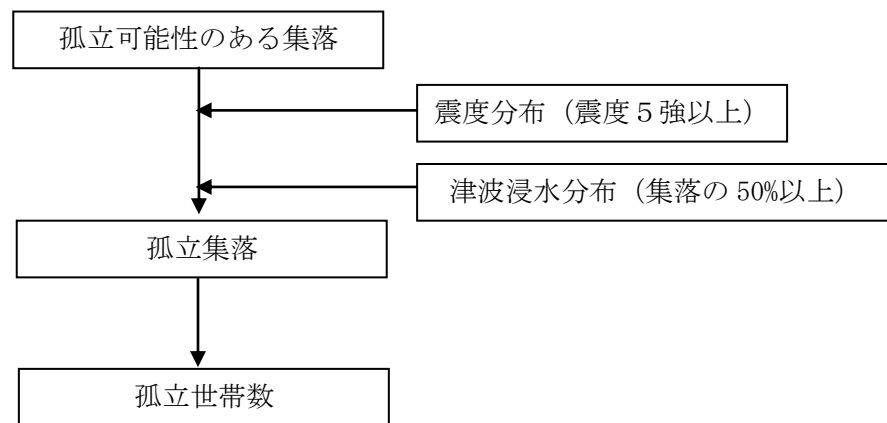 孤立可能性のある集落
震度分布（震度５強以上）
津波浸水分布（集落の 50%以上）
孤立集落
孤立世帯数